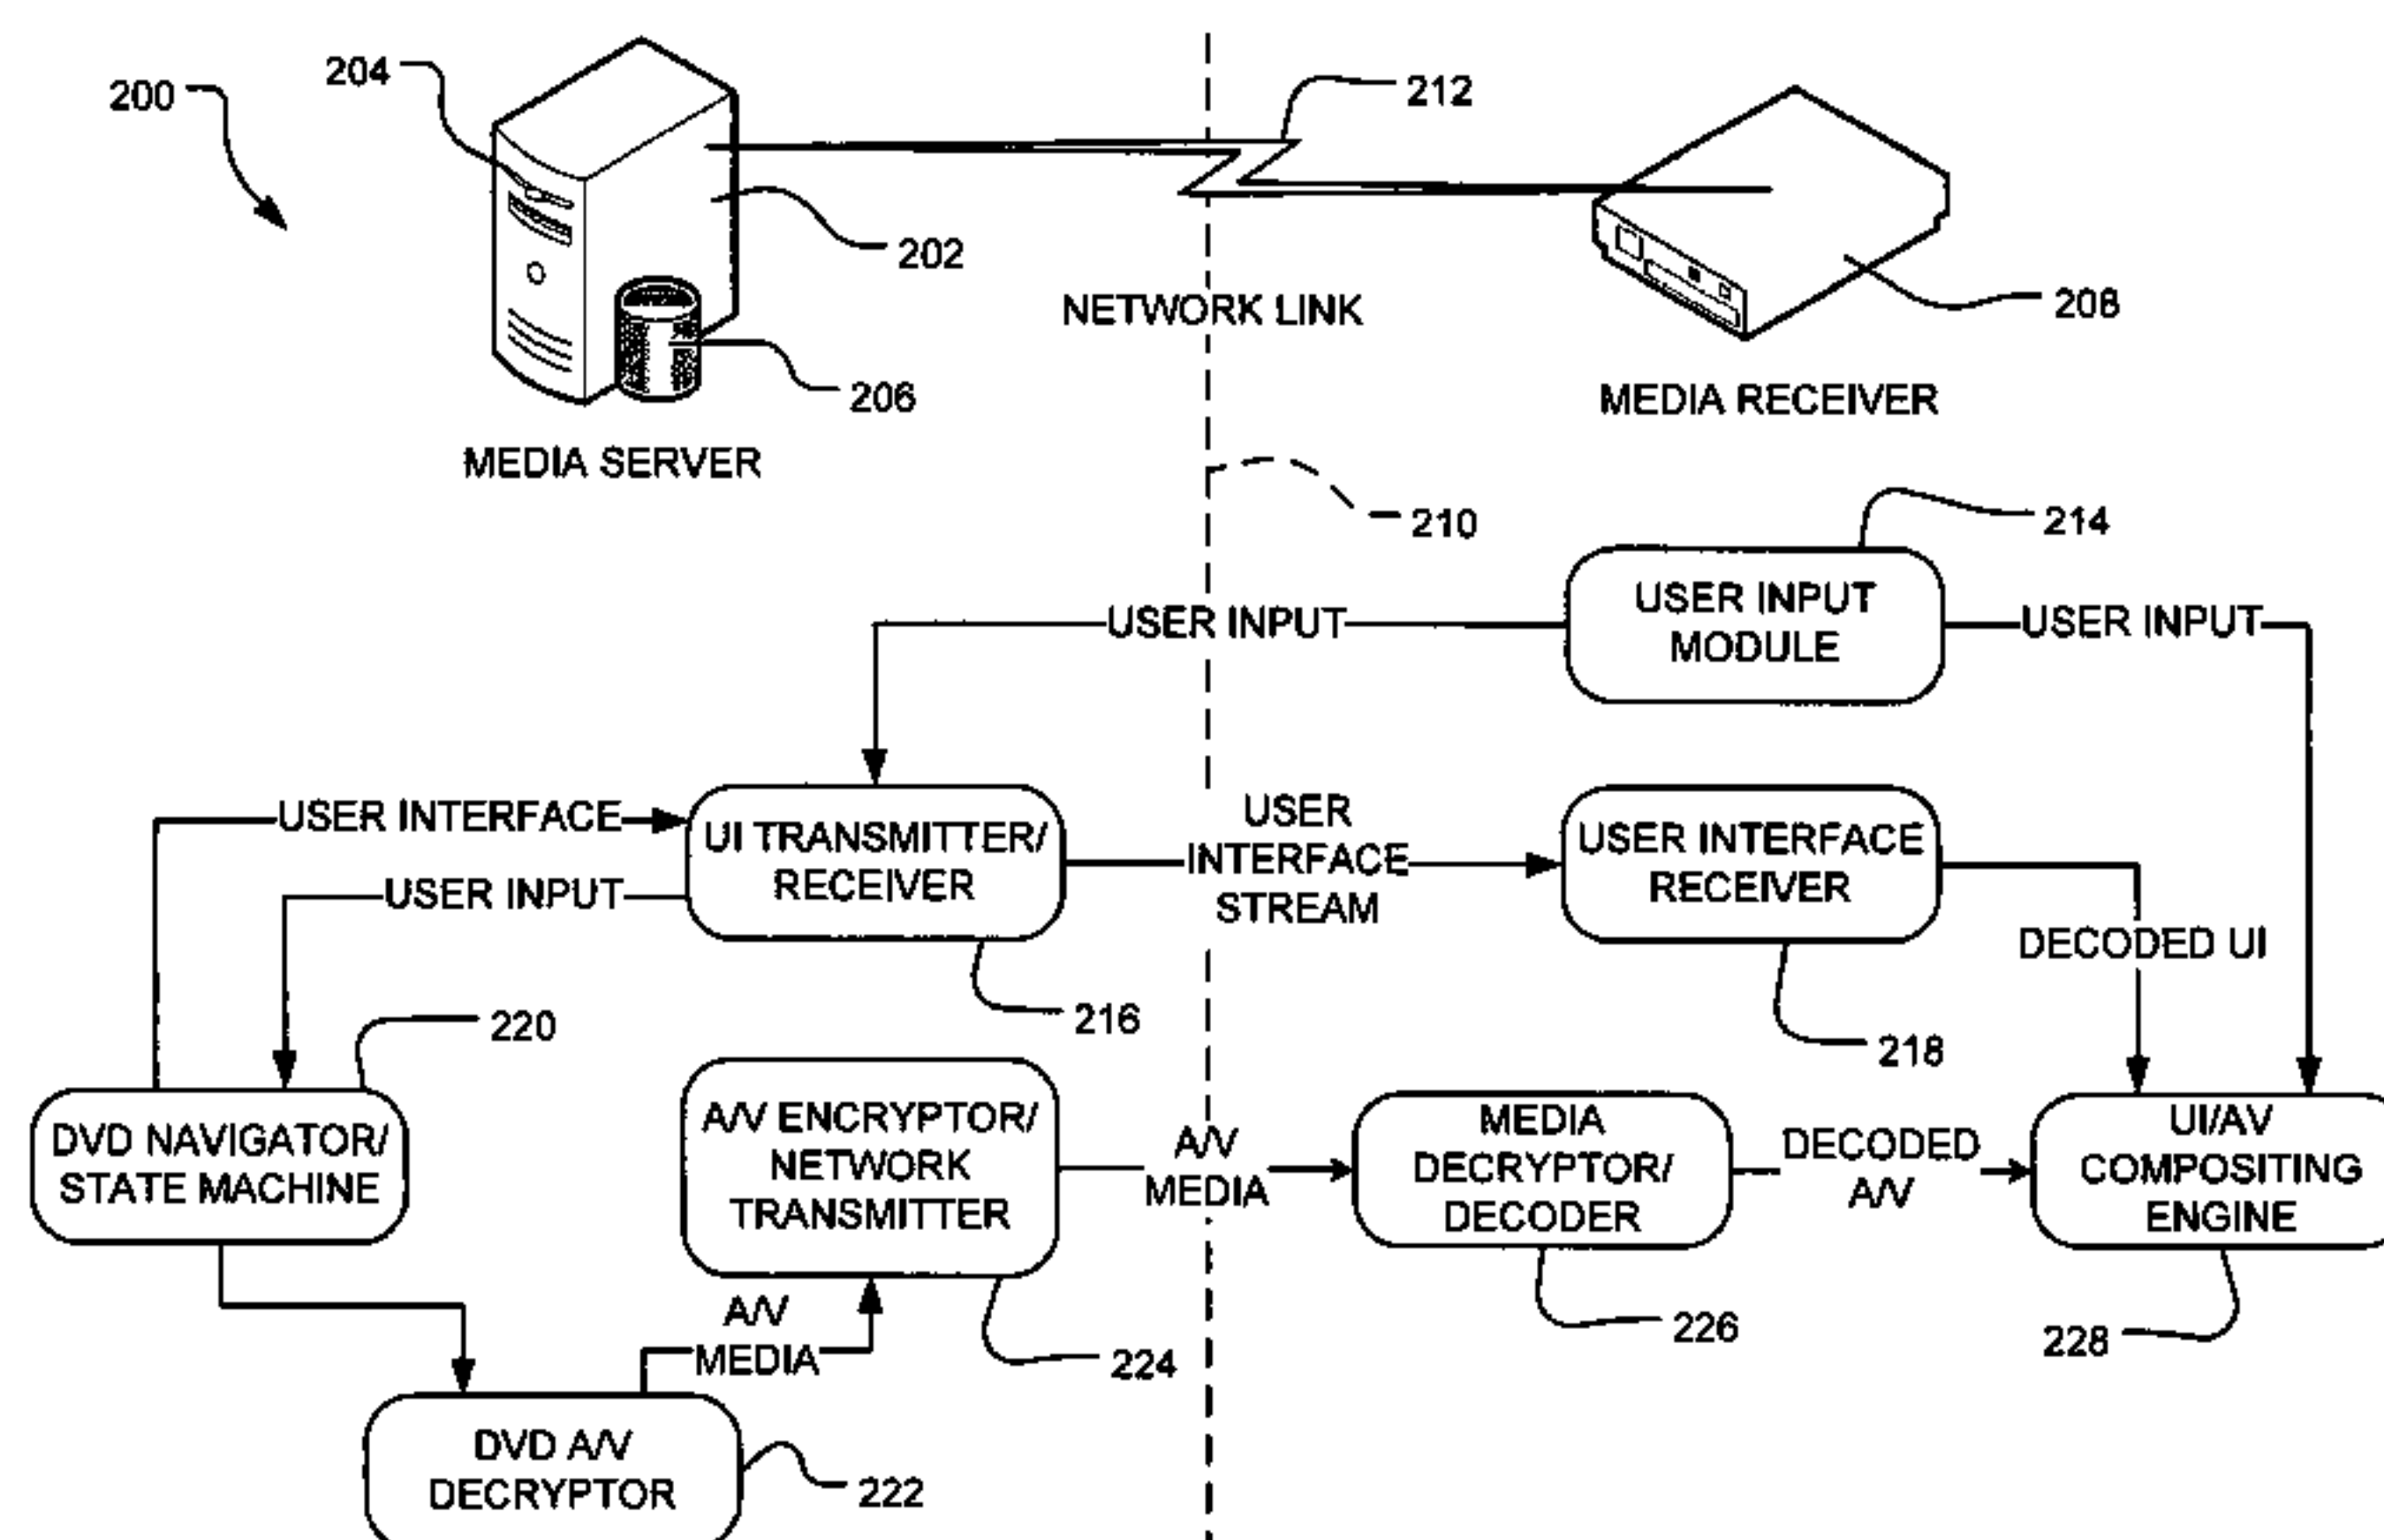 204
200
212
202
NETWORK LINK
208
206
MEDIA RECEIVER
MEDIA SERVER
210
214
USER INPUT
MODULE
USER INPUT
USER INPUT
USER INTERFACE
UI TRANSMITTER/
RECEIVER
USER
INTERFACE
STREAM
USER INTERFACE
RECEIVER
USER INPUT
DECODED UI
220
216
218
DVD NAVIGATOR/
STATE MACHINE
A/V ENCRYPTOR/
NETWORK
TRANSMITTER
A/V
MEDIA
MEDIA
DECRYPTOR/
DECODER
DECODED
A/V
UI/AV
COMPOSITING
ENGINE
A/V
MEDIA
224
226
228
DVD A/V
DECRYPTOR
222